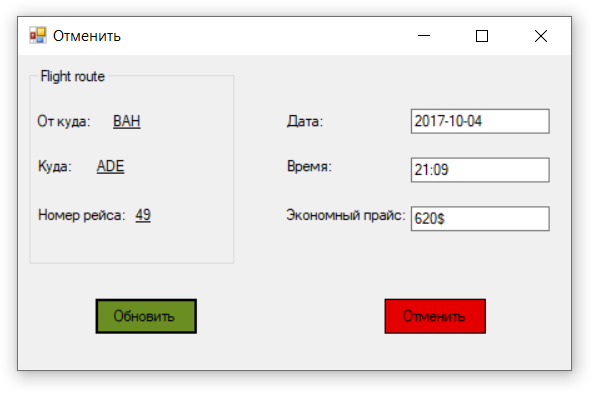 Отменить
Flight route
От куда: BAH
Куда: ADE
Номер рейса: 49
Дата: 2017-10-04
Время: 21:09
Экономный прайс: 620$
Обновить
Отменить